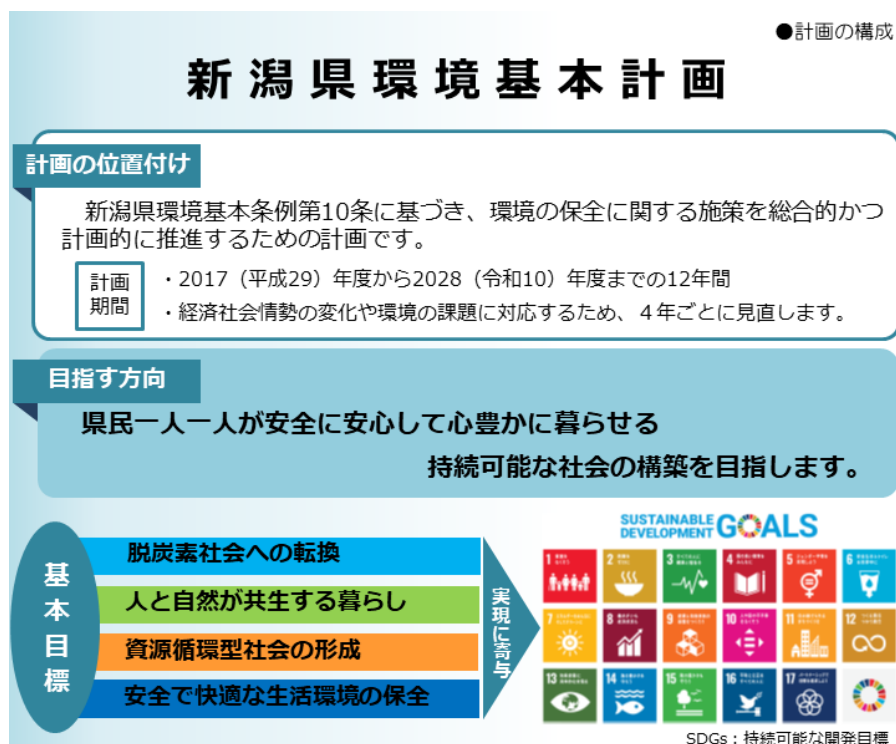 ●計画の構成
新潟県環境基本計画
計画の位置付け
新潟県環境基本条例第10条に基づき、環境の保全に関する施策を総合的かつ
計画的に推進するための計画です。
計画
期間
・2017（平成29）年度から2028（令和10）年度までの12年間
・経済社会情勢の変化や環境の課題に対応するため、４年ごとに見直します。
目指す方向
県民一人一人が安全に安心して心豊かに暮らせる
持続可能な社会の構築を目指します。
基本目標
脱炭素社会への転換
人と自然が共生する暮らし
資源循環型社会の形成
安全で快適な生活環境の保全
実現に寄与
SUSTAINABLE
DEVELOPMENT
GOALS
1
2
3
4
5
6
7
8
9
10
11
12
13
14
15
16
17
SDGs：持続可能な開発目標